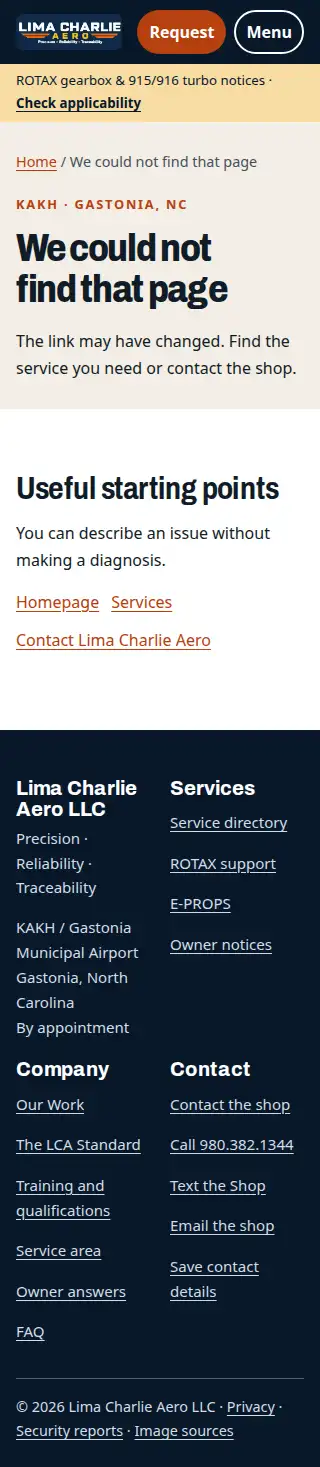 LIMA CHARLIE
AERO
Precision · Reliability · Traceability
Request
Menu
ROTAX gearbox & 915/916 turbo notices ·
Check applicability
Home / We could not find that page
KAKH · GASTONIA, NC
We could not
find that page
The link may have changed. Find the
service you need or contact the shop.
Useful starting points
You can describe an issue without
making a diagnosis.
Homepage Services
Contact Lima Charlie Aero
Lima Charlie
Aero LLC
Precision ·
Reliability ·
Traceability
KAKH / Gastonia
Municipal Airport
Gastonia, North
Carolina
By appointment
Services
Service directory
ROTAX support
E-PROPS
Owner notices
Company
Our Work
The LCA Standard
Training and
qualifications
Service area
Owner answers
FAQ
Contact
Contact the shop
Call 980.382.1344
Text the Shop
Email the shop
Save contact
details
© 2026 Lima Charlie Aero LLC · Privacy ·
Security reports · Image sources